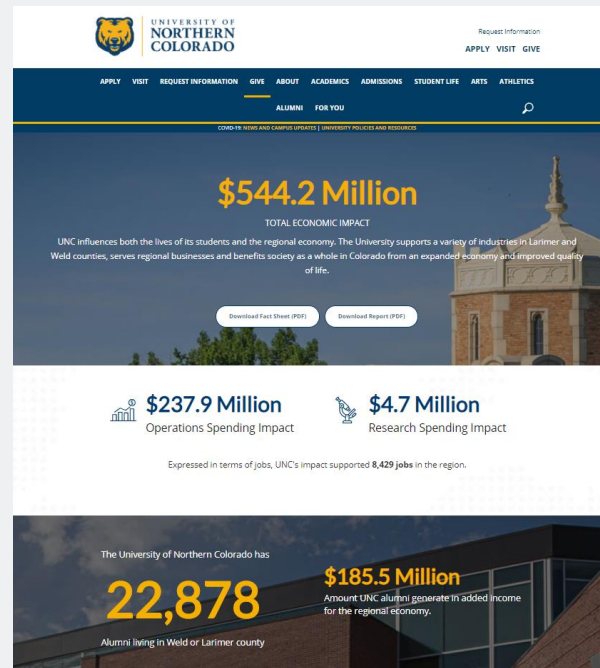 UNIVERSITY OF
NORTHERN
COLORADO
Request Information
APPLY VISIT GIVE
APPLY VISIT REQUEST INFORMATION GIVE ABOUT ACADEMICS ADMISSIONS STUDENT LIFE ARTS ATHLETICS
ALUMNI FOR YOU
COVID-19: NEWS AND CAMPUS UPDATES | UNIVERSITY POLICIES AND RESOURCES
$544.2 Million
TOTAL ECONOMIC IMPACT
UNC influences both the lives of its students and the regional economy. The University supports a variety of industries in Larimer and
Weld counties, serves regional businesses and benefits society as a whole in Colorado from an expanded economy and improved quality
of life.
Download Fact Sheet (PDF) Download Report (PDF)
$237.9 Million
Operations Spending Impact
$4.7 Million
Research Spending Impact
Expressed in terms of jobs, UNC's impact supported 8,429 jobs in the region.
The University of Northern Colorado has
22,878
Alumni living in Weld or Larimer county
$185.5 Million
Amount UNC alumni generate in added income
for the regional economy.